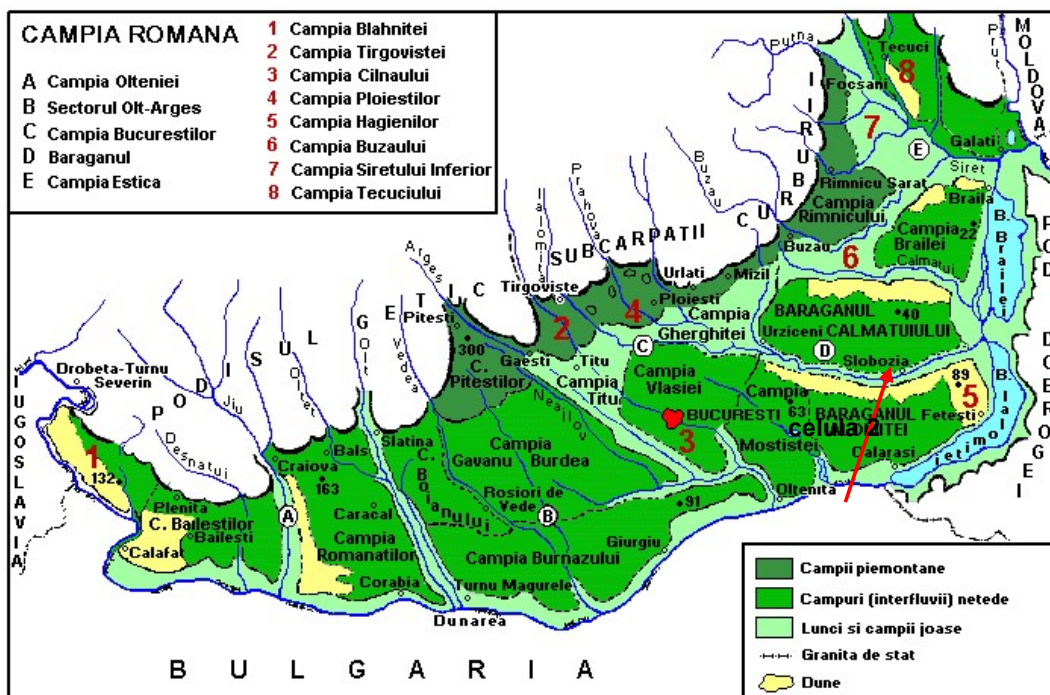 CAMPIA ROMANA
A Campia Olteniei
B Sectorul Olt-Arges
C Campia Bucurestilor
D Baraganul
E Campia Estica
1 Campia Blahnitei
2 Campia Tirgovistei
3 Campia Cilnaului
4 Campia Ploiestilor
5 Campia Hagienilor
6 Campia Buzaului
7 Campia Siretului Inferior
8 Campia Tecuciului
MOLDOVA
Prut
Putna
Tecuci
8
Focsani
7
E
Galati
Siret
Rimnicu Sarat
Campia
Rimnicului
Braila
Campia
Brailei
22
Calmatui
B. Brailei
Buzau
Buzau
6
SUBCARPATII CURBURII
Prahova
Ialomita
Arges
Vedea
Olt
Oltet
Jiu
Desnatui
PODISUL GETIC
Mizil
Urlati
Ploiesti
4
Tirgoviste
2
Campia
Gherghitei
C
BARAGANUL
40
Urziceni CALMATUIULUI
D
Slobozia
89
5
Fetesti
BARAGANUL
Calarasi
Campia
63
Mostistei
celula 2
Campia
Vlasiei
BUCURESTI
3
Oltenita
Titu
Campia
Titu
Gaesti
Neajlov
Pitesti
300
C.
Pitestilor
Slatina
Bals
Craiova
163
Caracal
Campia
Romanatilor
Corabia
A
C. Boianului
Campia
Gavanu Burdea
Rosiori de
Vede
B
91
Giurgiu
Campia Burnazului
Turnu Magurele
Dunarea
Drobeta-Turnu
Severin
IUGOSLAVIA
1
132
Plenita
C. Bailestilor
Bailesti
Calafat
BULGARIA
Campii piemontane
Campuri (interfluvii) netede
Lunci si campii joase
Granita de stat
Dune